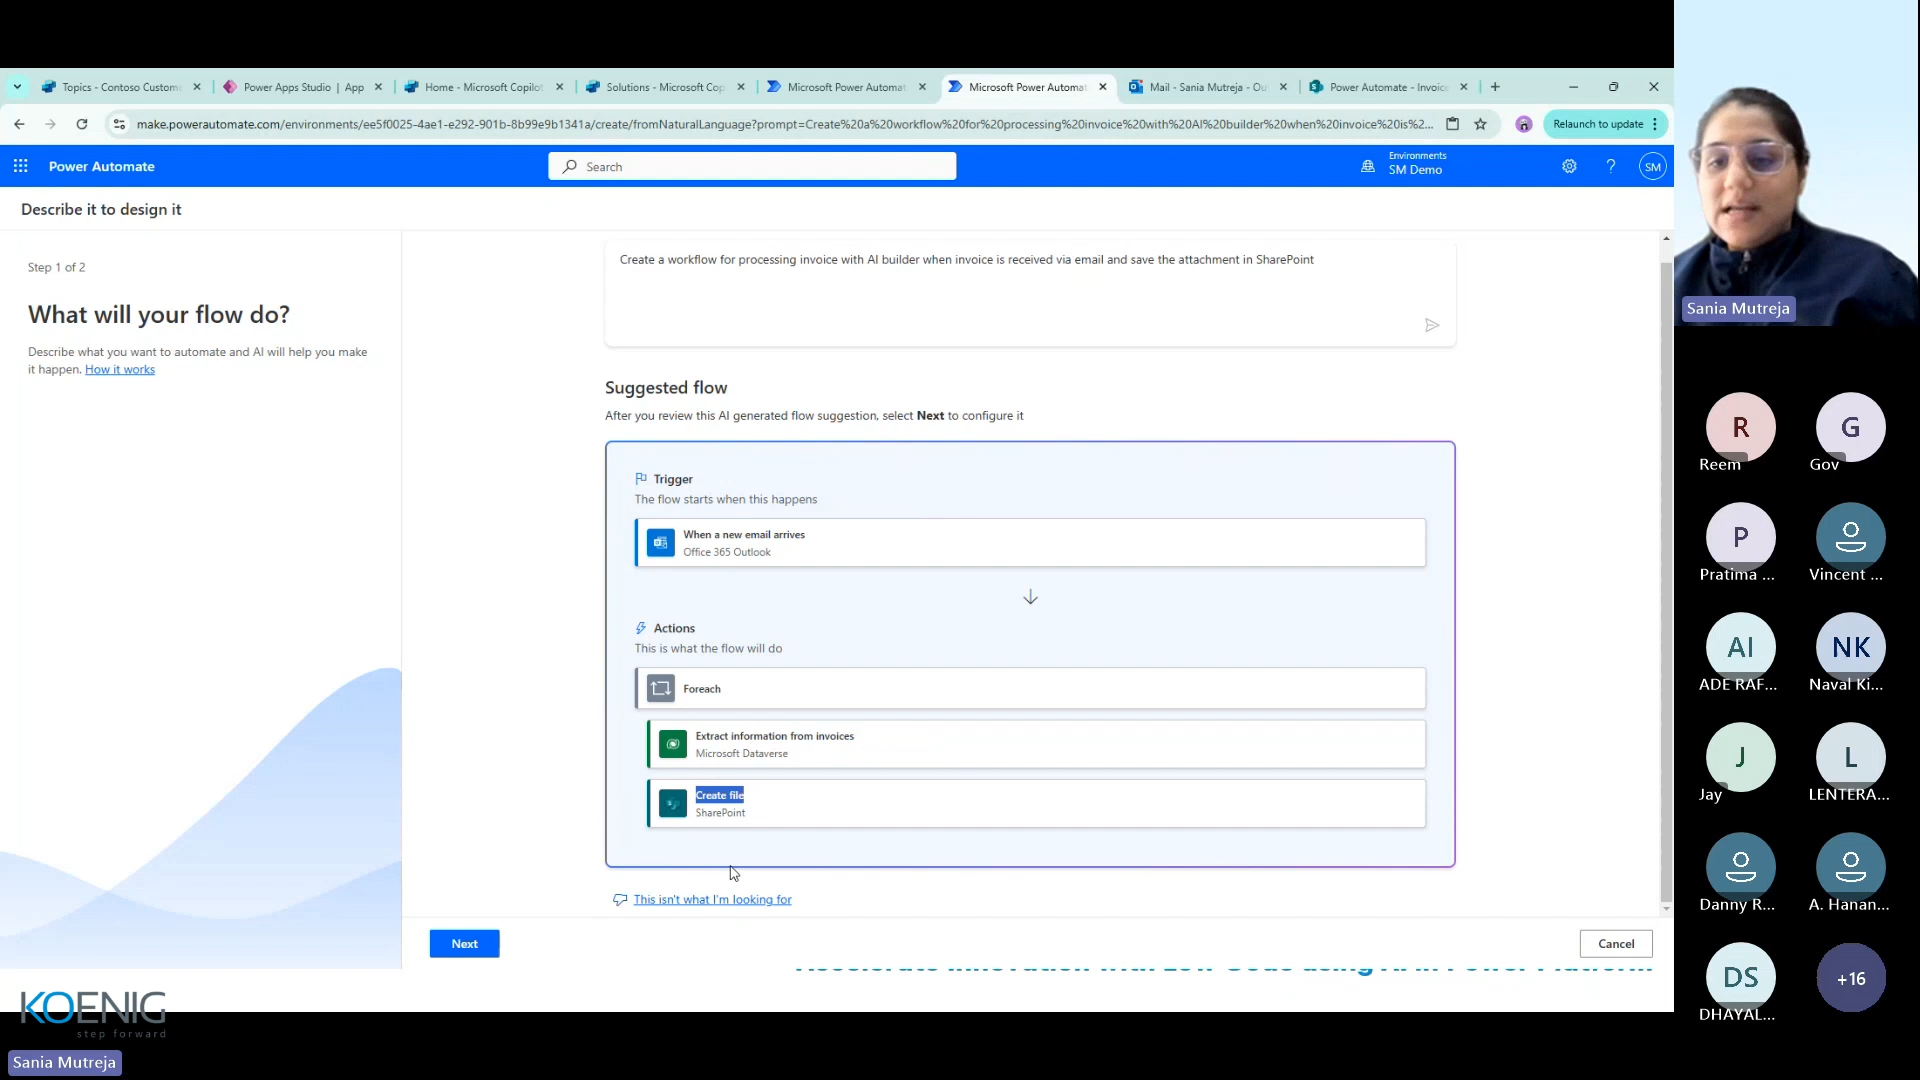 Topics - Contoso Custom
Power Apps Studio | App
Home - Microsoft Copilot
Solutions - Microsoft Cop
Microsoft Power Automat
Microsoft Power Automat
Mail - Sania Mutreja - Ou
Power Automate - Invoice
make.powerautomate.com/environments/ee5f0025-4ae1-e292-901b-8b99e9b1341a/create/fromNaturalLanguage?prompt=Create%20a%20workflow%20for%20processing%20invoice%20with%20AI%20builder%20when%20invoice%20is%2...
Relaunch to update
Power Automate
Search
Environments
SM Demo
SM
Describe it to design it
Step 1 of 2
What will your flow do?
Describe what you want to automate and AI will help you make
it happen. How it works
Create a workflow for processing invoice with AI builder when invoice is received via email and save the attachment in SharePoint
Suggested flow
After you review this AI generated flow suggestion, select Next to configure it
Trigger
The flow starts when this happens
When a new email arrives
Office 365 Outlook
Actions
This is what the flow will do
Foreach
Extract information from invoices
Microsoft Dataverse
Create file
SharePoint
This isn't what I'm looking for
Next
Cancel
KOENIG
step forward
Sania Mutreja
Sania Mutreja
R
Reem
G
Gov
P
Pratima ...
Vincent ...
AI
ADE RAF...
NK
Naval Ki...
J
Jay
L
LENTERA...
Danny R...
A. Hanan...
DS
DHAYAL...
+16